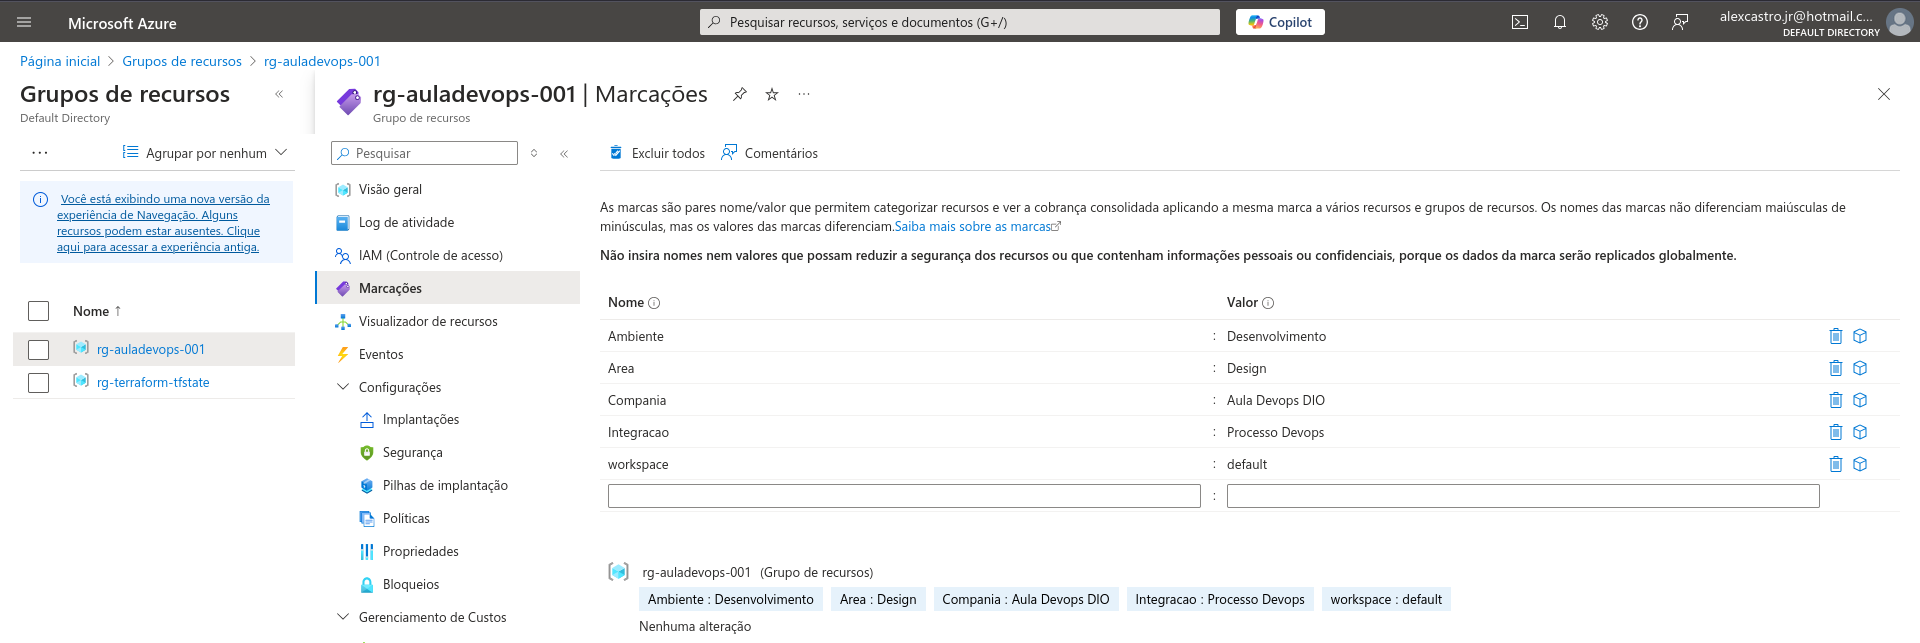 Microsoft Azure
Pesquisar recursos, serviços e documentos (G+/)
Copilot
alexcastro.jr@hotmail.c...
DEFAULT DIRECTORY
Página inicial > Grupos de recursos > rg-auladevops-001
Grupos de recursos
Default Directory
... Agrupar por nenhum
Você está exibindo uma nova versão da
experiência de Navegação. Alguns
recursos podem estar ausentes. Clique
aqui para acessar a experiência antiga.
Nome ↑
rg-auladevops-001
rg-terraform-tfstate
rg-auladevops-001 | Marcações
Grupo de recursos
Pesquisar
Visão geral
Log de atividade
IAM (Controle de acesso)
Marcações
Visualizador de recursos
Eventos
Configurações
Implantações
Segurança
Pilhas de implantação
Políticas
Propriedades
Bloqueios
Gerenciamento de Custos
Excluir todos Comentários
As marcas são pares nome/valor que permitem categorizar recursos e ver a cobrança consolidada aplicando a mesma marca a vários recursos e grupos de recursos. Os nomes das marcas não diferenciam maiúsculas de
minúsculas, mas os valores das marcas diferenciam.Saiba mais sobre as marcas
Não insira nomes nem valores que possam reduzir a segurança dos recursos ou que contenham informações pessoais ou confidenciais, porque os dados da marca serão replicados globalmente.
Nome Valor
Ambiente : Desenvolvimento
Area : Design
Compania : Aula Devops DIO
Integracao : Processo Devops
workspace : default
:
rg-auladevops-001 (Grupo de recursos)
Ambiente : Desenvolvimento Area : Design Compania : Aula Devops DIO Integracao : Processo Devops workspace : default
Nenhuma alteração